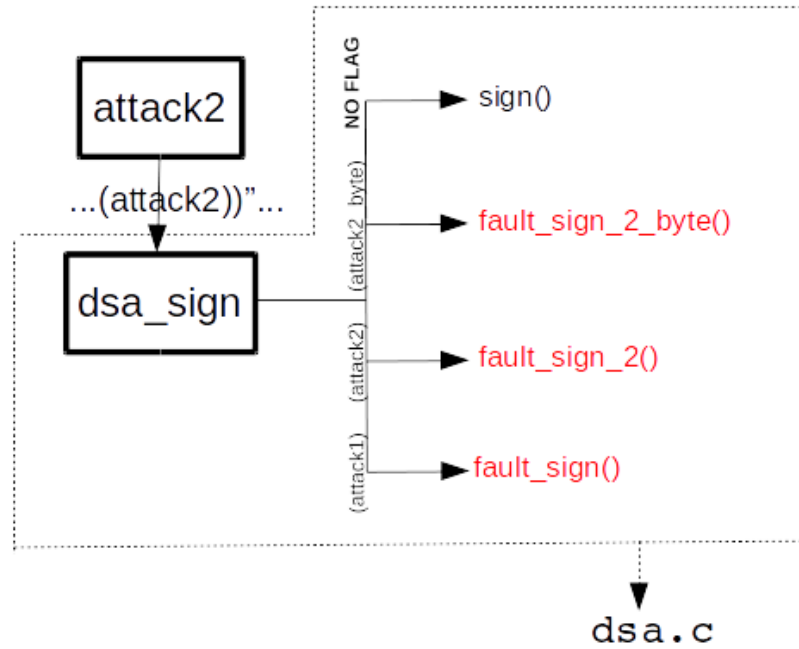 attack2
...(attack2))”...
dsa_sign
NO FLAG
sign()
(attack2_byte)
fault_sign_2_byte()
(attack2)
fault_sign_2()
(attack1)
fault_sign()
dsa.c